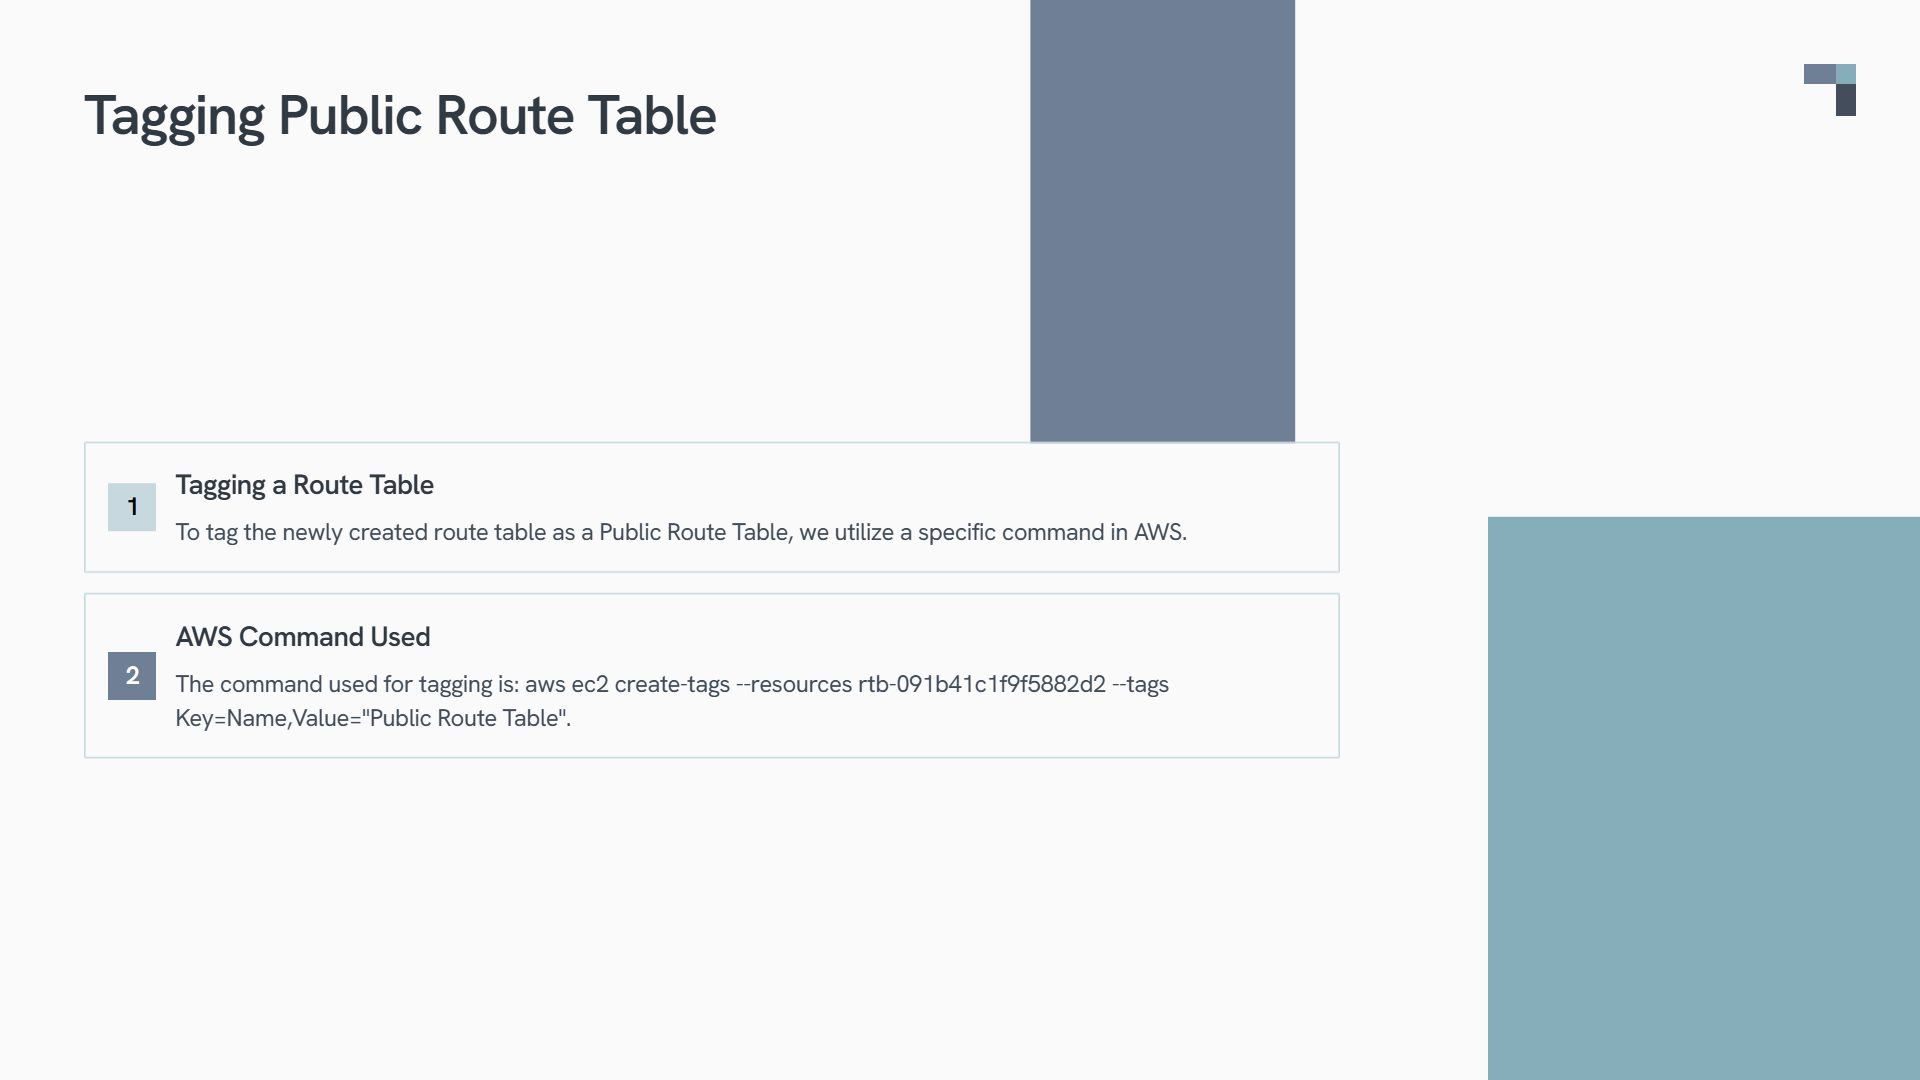 Tagging Public Route Table
1
Tagging a Route Table
To tag the newly created route table as a Public Route Table, we utilize a specific command in AWS.
2
AWS Command Used
The command used for tagging is: aws ec2 create-tags --resources rtb-091b41c1f9f5882d2 --tags
Key=Name,Value="Public Route Table".